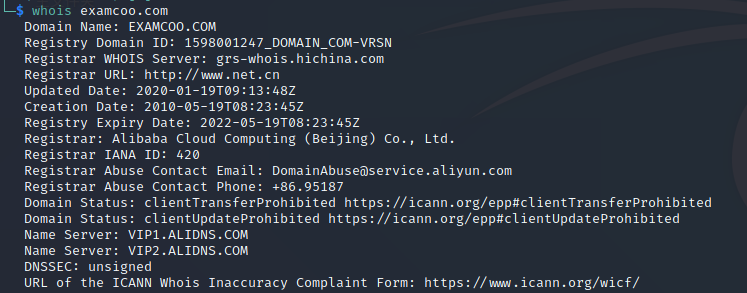 └─$ whois examcoo.com
Domain Name: EXAMCOO.COM
Registry Domain ID: 1598001247_DOMAIN_COM-VRSN
Registrar WHOIS Server: grs-whois.hichina.com
Registrar URL: http://www.net.cn
Updated Date: 2020-01-19T09:13:48Z
Creation Date: 2010-05-19T08:23:45Z
Registry Expiry Date: 2022-05-19T08:23:45Z
Registrar: Alibaba Cloud Computing (Beijing) Co., Ltd.
Registrar IANA ID: 420
Registrar Abuse Contact Email: DomainAbuse@service.aliyun.com
Registrar Abuse Contact Phone: +86.95187
Domain Status: clientTransferProhibited https://icann.org/epp#clientTransferProhibited
Domain Status: clientUpdateProhibited https://icann.org/epp#clientUpdateProhibited
Name Server: VIP1.ALIDNS.COM
Name Server: VIP2.ALIDNS.COM
DNSSEC: unsigned
URL of the ICANN Whois Inaccuracy Complaint Form: https://www.icann.org/wicf/